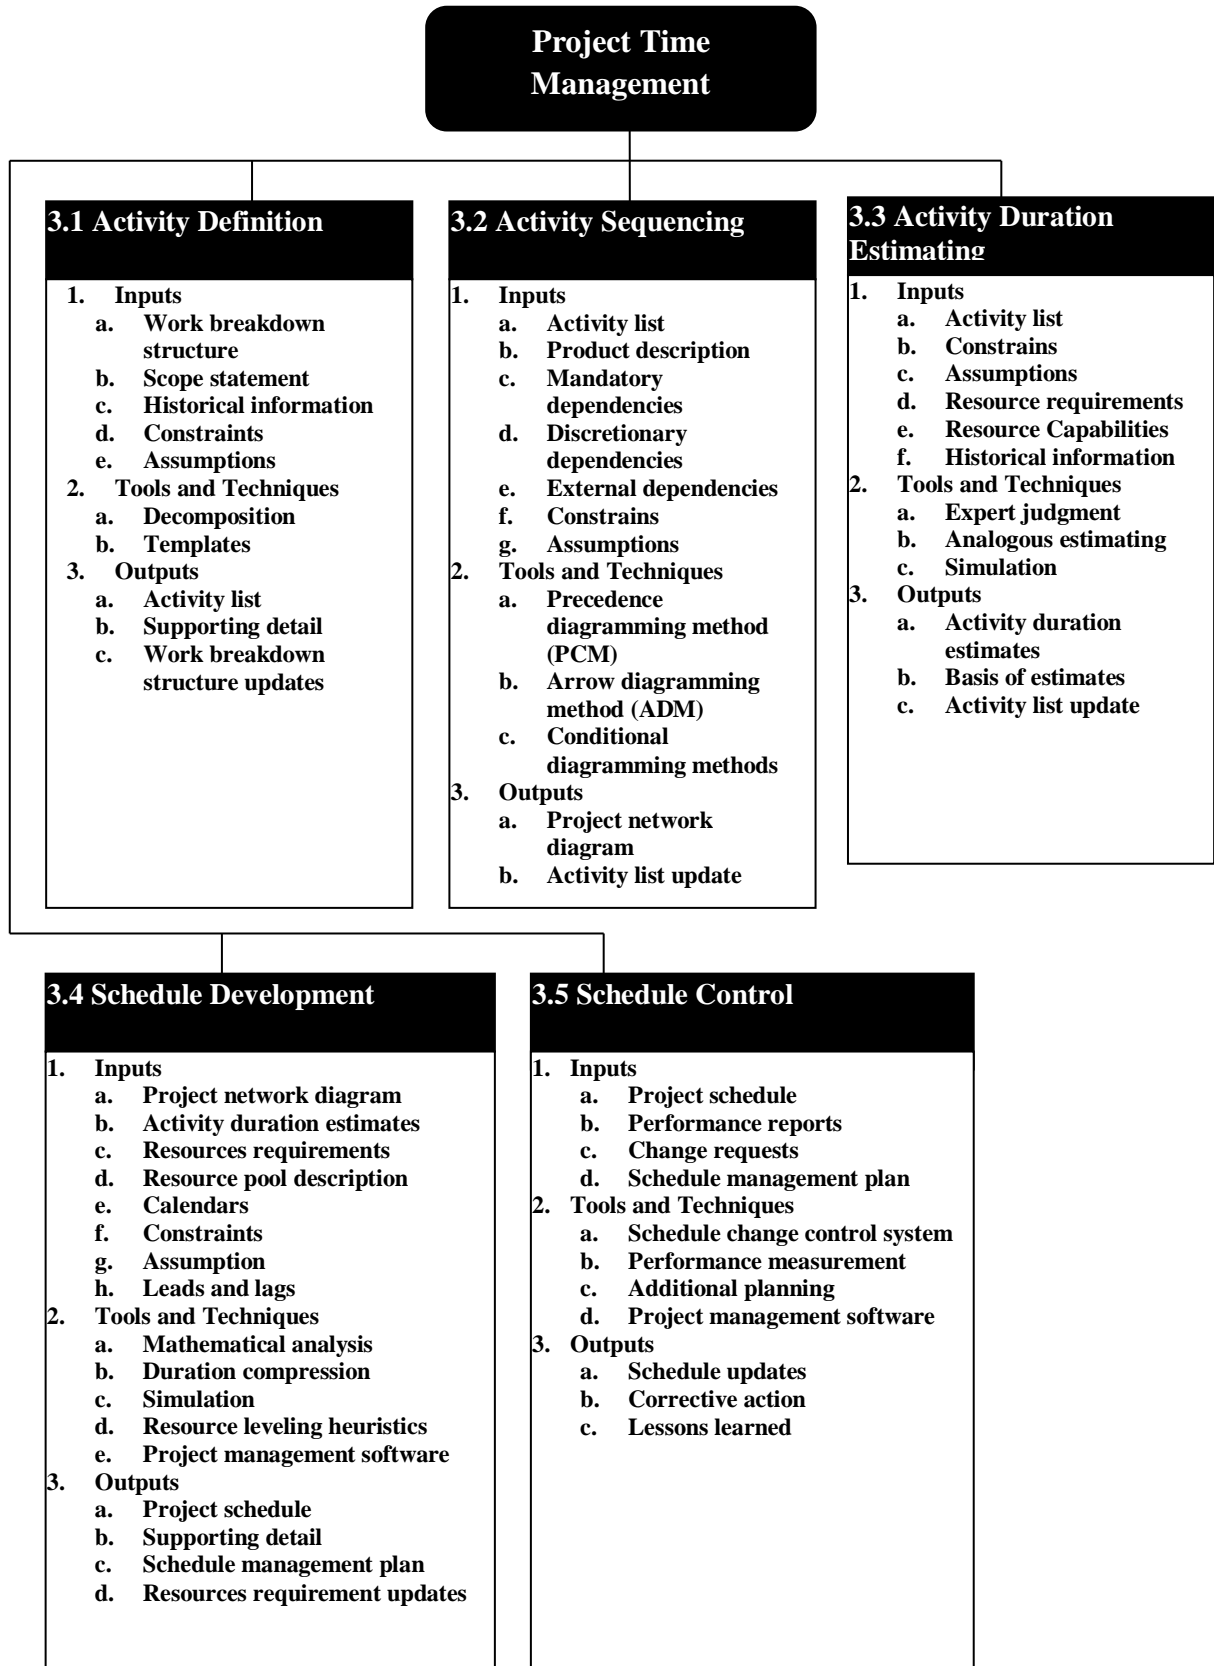 Project Time
Management
3.1 Activity Definition
1. Inputs
a. Work breakdown
structure
b. Scope statement
c. Historical information
d. Constraints
e. Assumptions
2. Tools and Techniques
a. Decomposition
b. Templates
3. Outputs
a. Activity list
b. Supporting detail
c. Work breakdown
structure updates
3.2 Activity Sequencing
1. Inputs
a. Activity list
b. Product description
c. Mandatory
dependencies
d. Discretionary
dependencies
e. External dependencies
f. Constrains
g. Assumptions
2. Tools and Techniques
a. Precedence
diagramming method
(PCM)
b. Arrow diagramming
method (ADM)
c. Conditional
diagramming methods
3. Outputs
a. Project network
diagram
b. Activity list update
3.3 Activity Duration
Estimating
1. Inputs
a. Activity list
b. Constrains
c. Assumptions
d. Resource requirements
e. Resource Capabilities
f. Historical information
2. Tools and Techniques
a. Expert judgment
b. Analogous estimating
c. Simulation
3. Outputs
a. Activity duration
estimates
b. Basis of estimates
c. Activity list update
3.4 Schedule Development
1. Inputs
a. Project network diagram
b. Activity duration estimates
c. Resources requirements
d. Resource pool description
e. Calendars
f. Constraints
g. Assumption
h. Leads and lags
2. Tools and Techniques
a. Mathematical analysis
b. Duration compression
c. Simulation
d. Resource leveling heuristics
e. Project management software
3. Outputs
a. Project schedule
b. Supporting detail
c. Schedule management plan
d. Resources requirement updates
3.5 Schedule Control
1. Inputs
a. Project schedule
b. Performance reports
c. Change requests
d. Schedule management plan
2. Tools and Techniques
a. Schedule change control system
b. Performance measurement
c. Additional planning
d. Project management software
3. Outputs
a. Schedule updates
b. Corrective action
c. Lessons learned